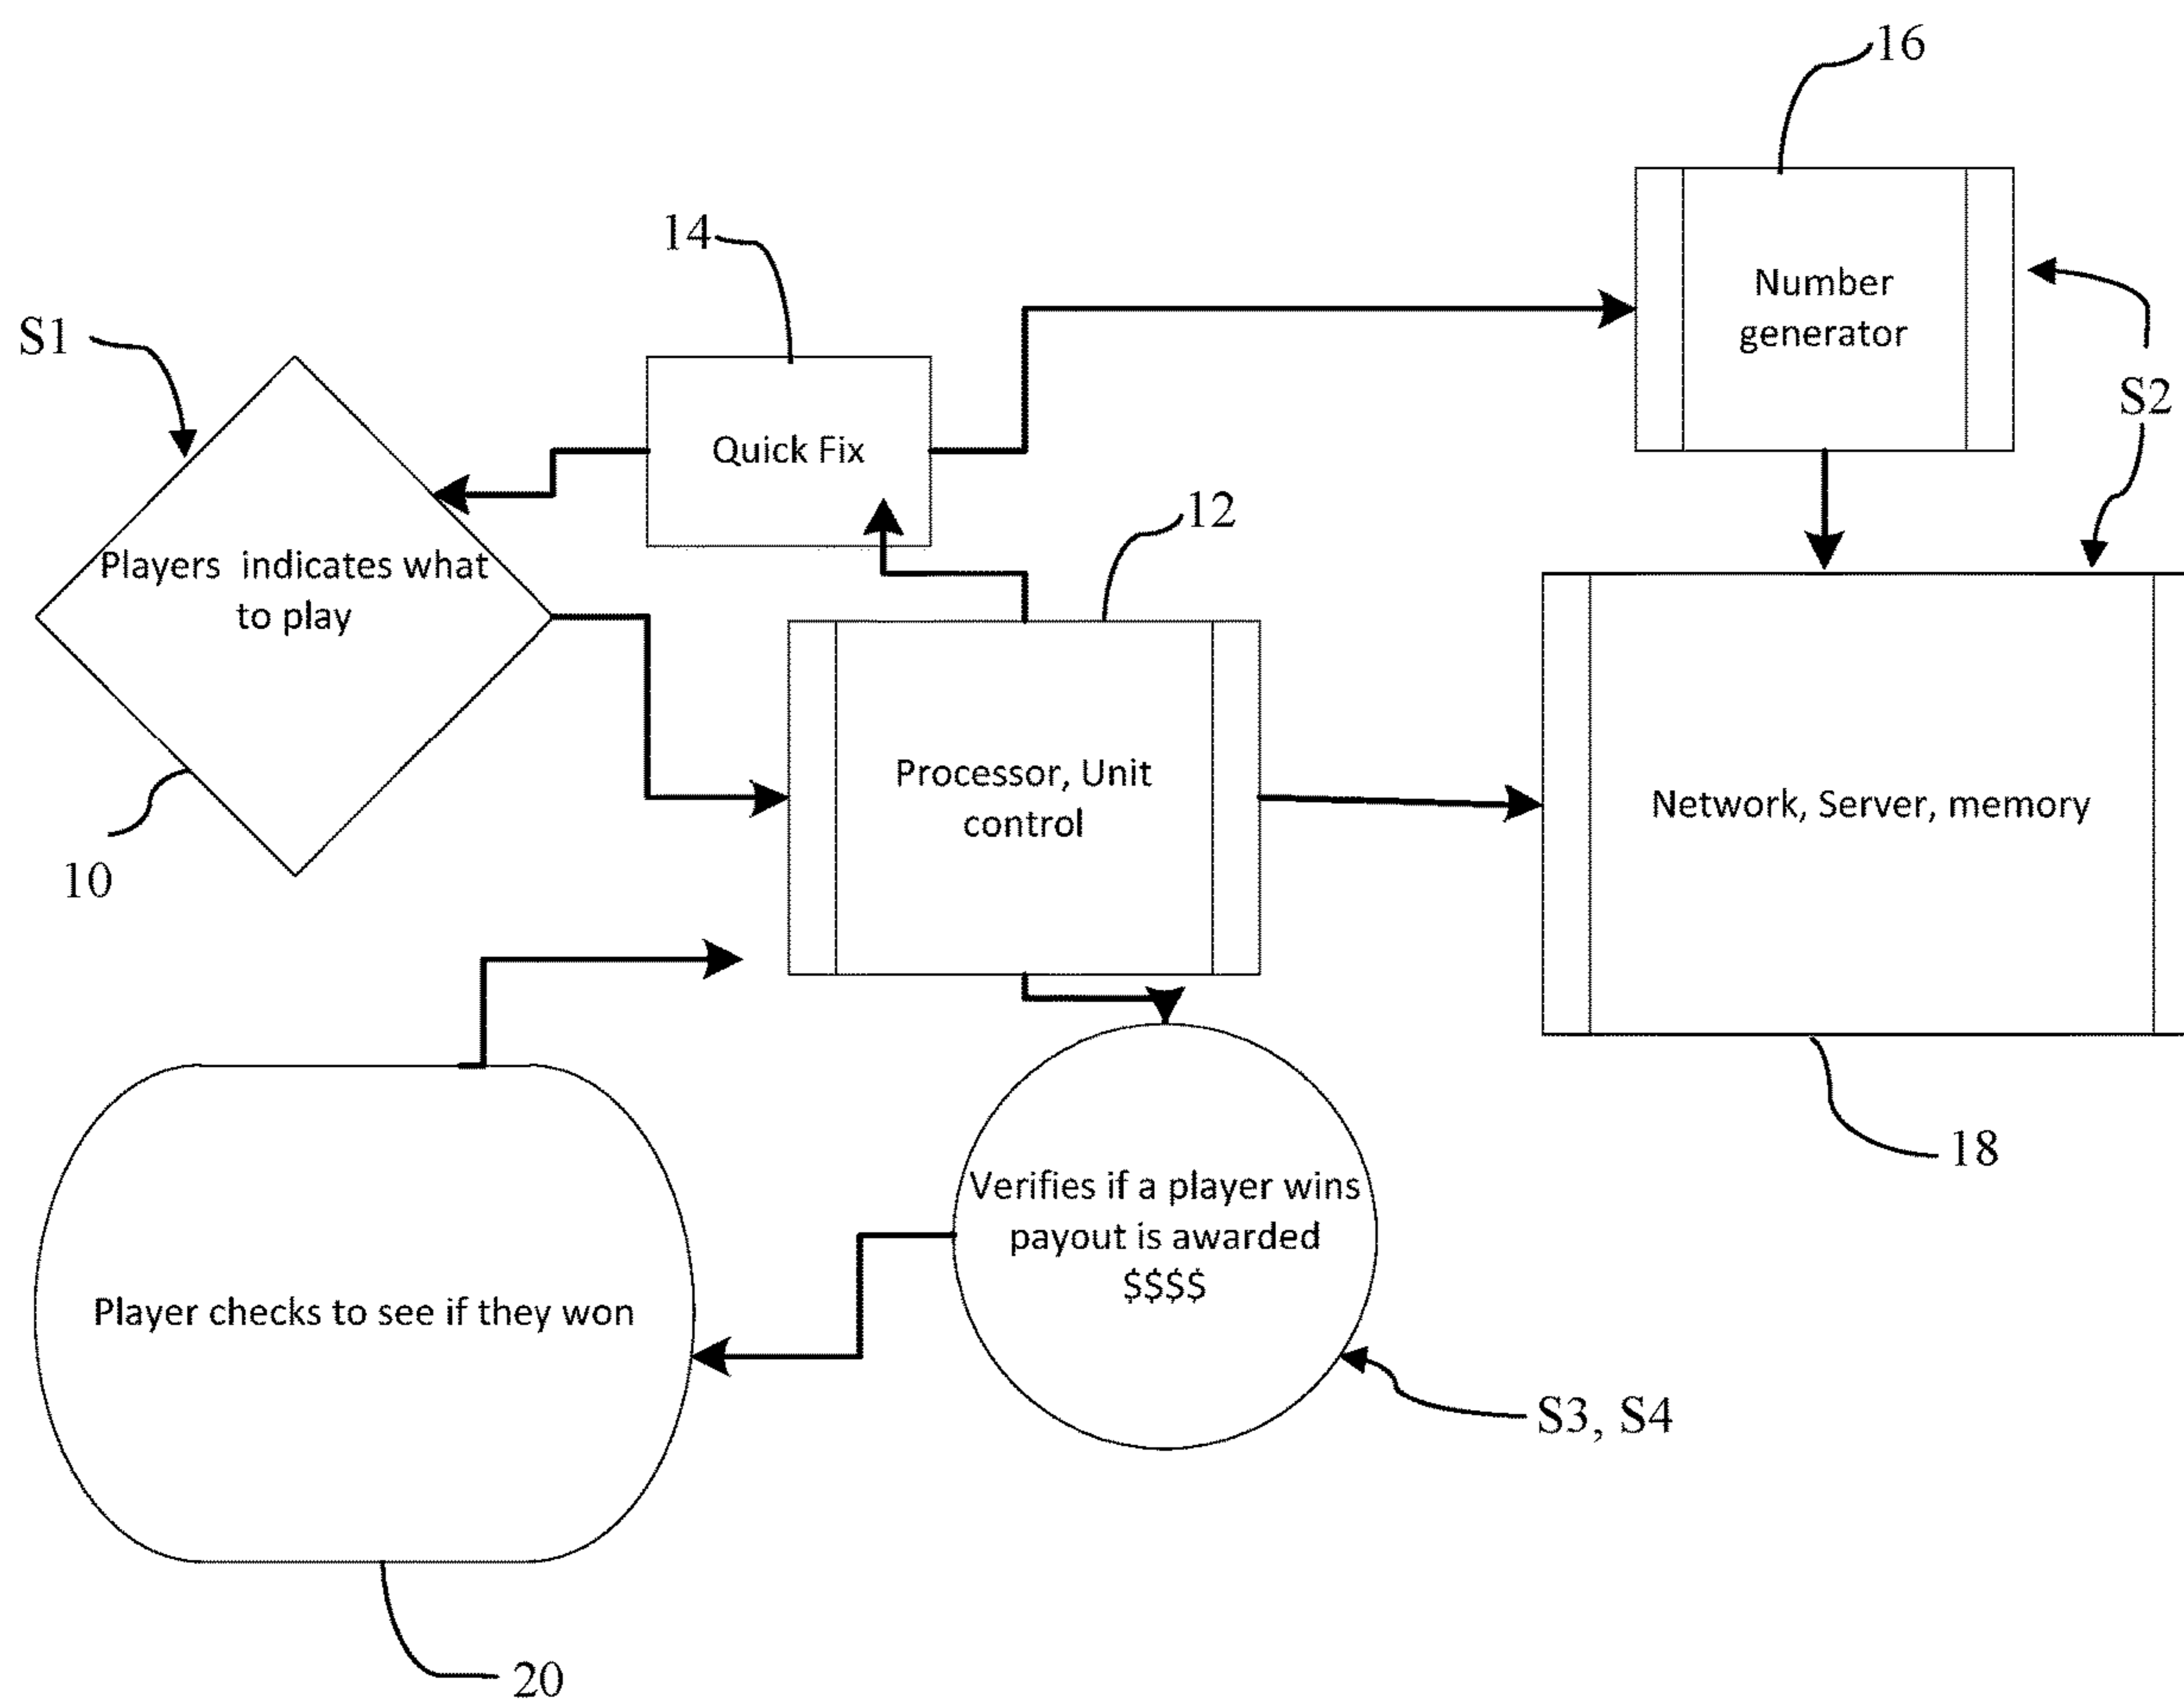 16
14
Number
generator
S1
S2
Quick Fix
12
Players indicates what
to play
Processor, Unit
control
Network, Server, memory
10
18
Verifies if a player wins
payout is awarded
$$$$
Player checks to see if they won
S3, S4
20